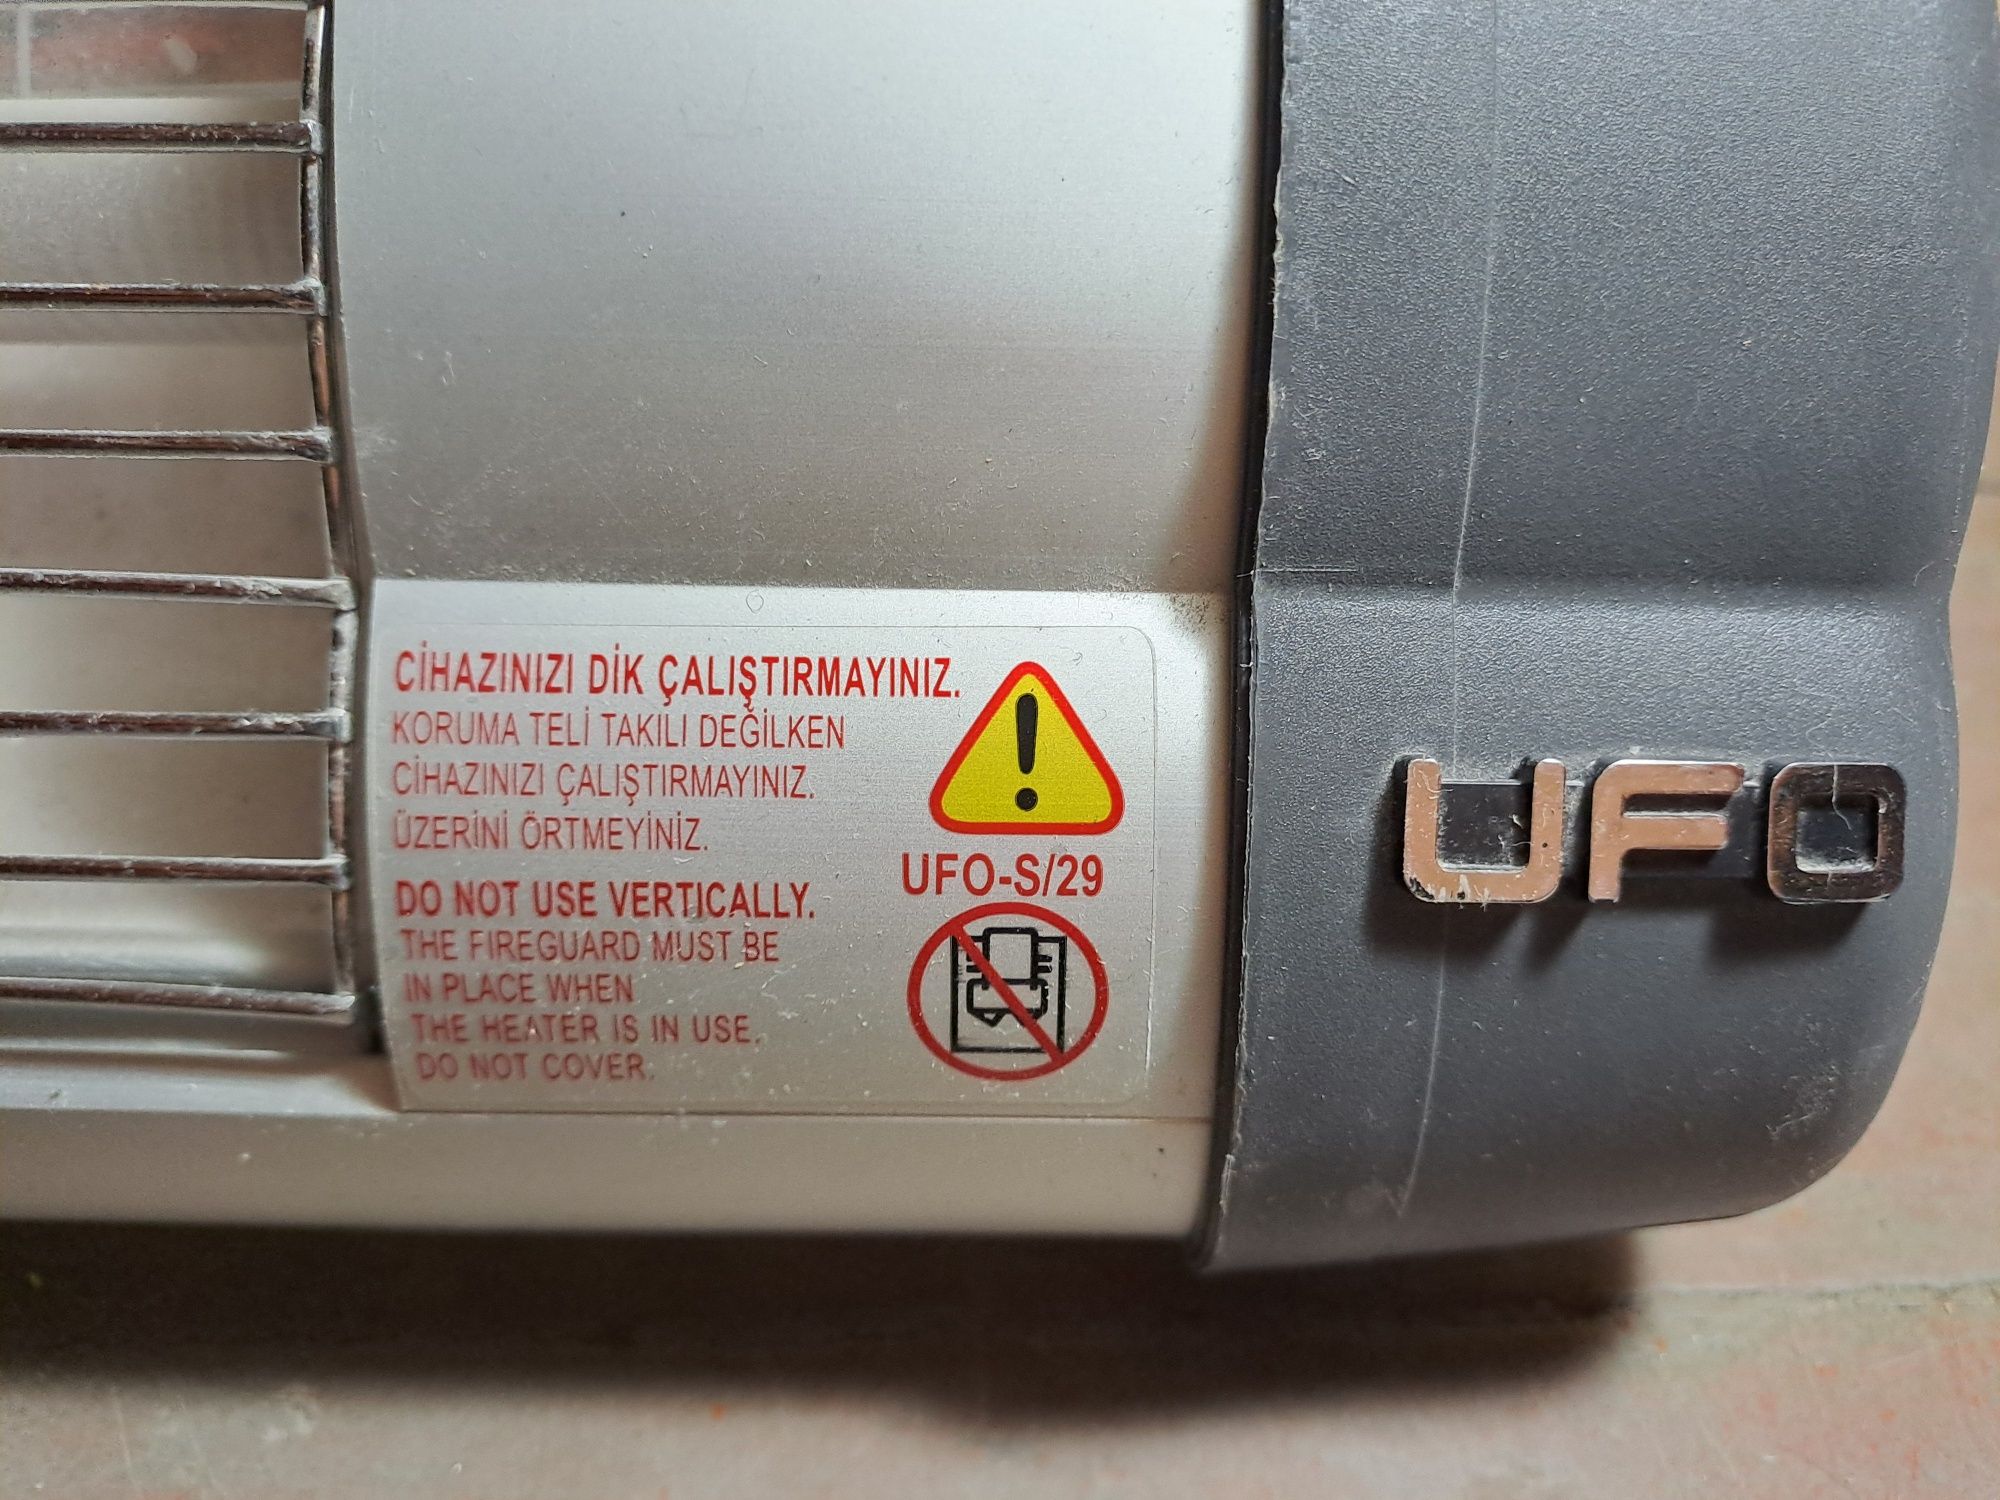 CİHAZINIZI DİK ÇALIŞTIRMAYINIZ.
KORUMA TELİ TAKILI DEĞİLKEN
CİHAZINIZI ÇALIŞTIRMAYINIZ.
ÜZERİNİ ÖRTMEYİNİZ.
DO NOT USE VERTICALLY.
THE FIREGUARD MUST BE
IN PLACE WHEN
THE HEATER IS IN USE.
DO NOT COVER.
UFO-S/29
UFO